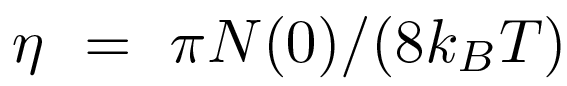 η = πN(0)/(8k_BT)